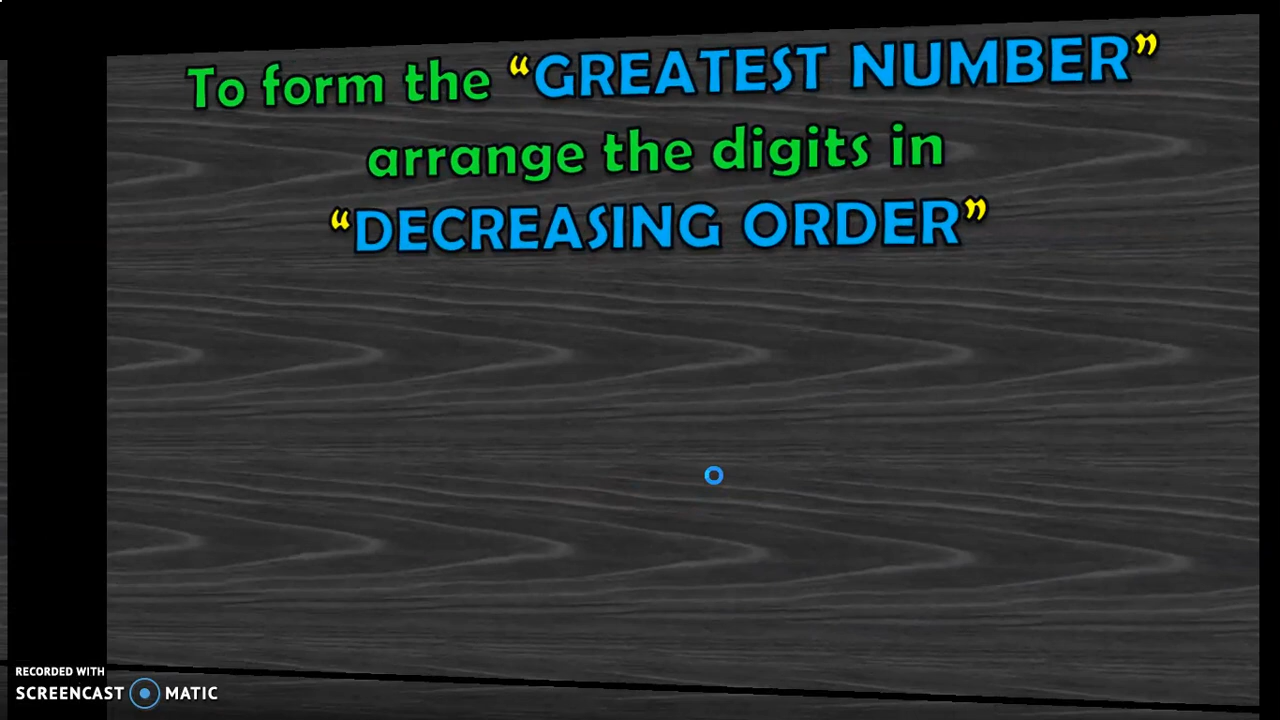 To form the “GREATEST NUMBER”
arrange the digits in
“DECREASING ORDER”
RECORDED WITH
SCREENCAST MATIC